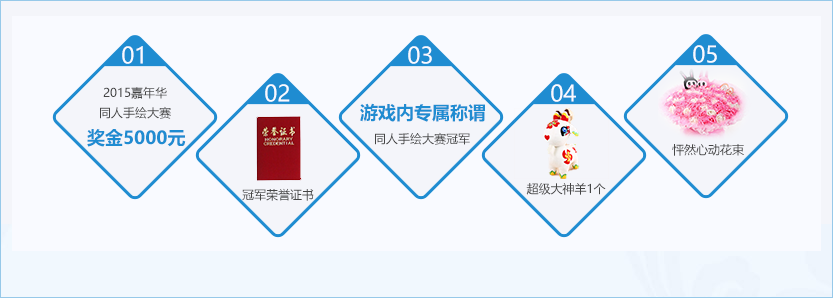 01
2015嘉年华
同人手绘大赛
奖金5000元
02
荣誉证书
HONORARY
CREDENTIAL
冠军荣誉证书
03
游戏内专属称谓
同人手绘大赛冠军
04
超级大神羊1个
05
怦然心动花束